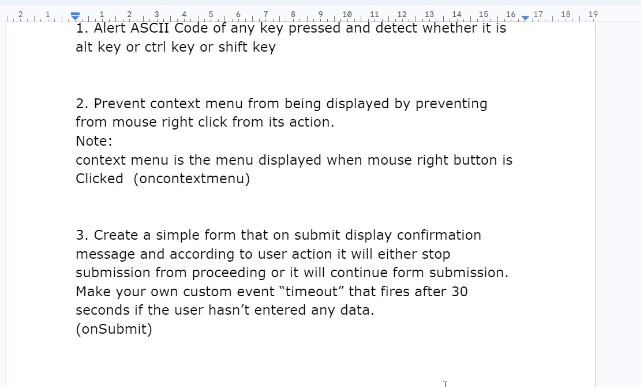 2 1 1 2 3 4 5 6 7 8 9 10 11 12 13 14 15 16 17 18 19
1. Alert ASCII Code of any key pressed and detect whether it is
alt key or ctrl key or shift key
2. Prevent context menu from being displayed by preventing
from mouse right click from its action.
Note:
context menu is the menu displayed when mouse right button is
Clicked  (oncontextmenu)
3. Create a simple form that on submit display confirmation
message and according to user action it will either stop
submission from proceeding or it will continue form submission.
Make your own custom event “timeout” that fires after 30
seconds if the user hasn’t entered any data.
(onSubmit)